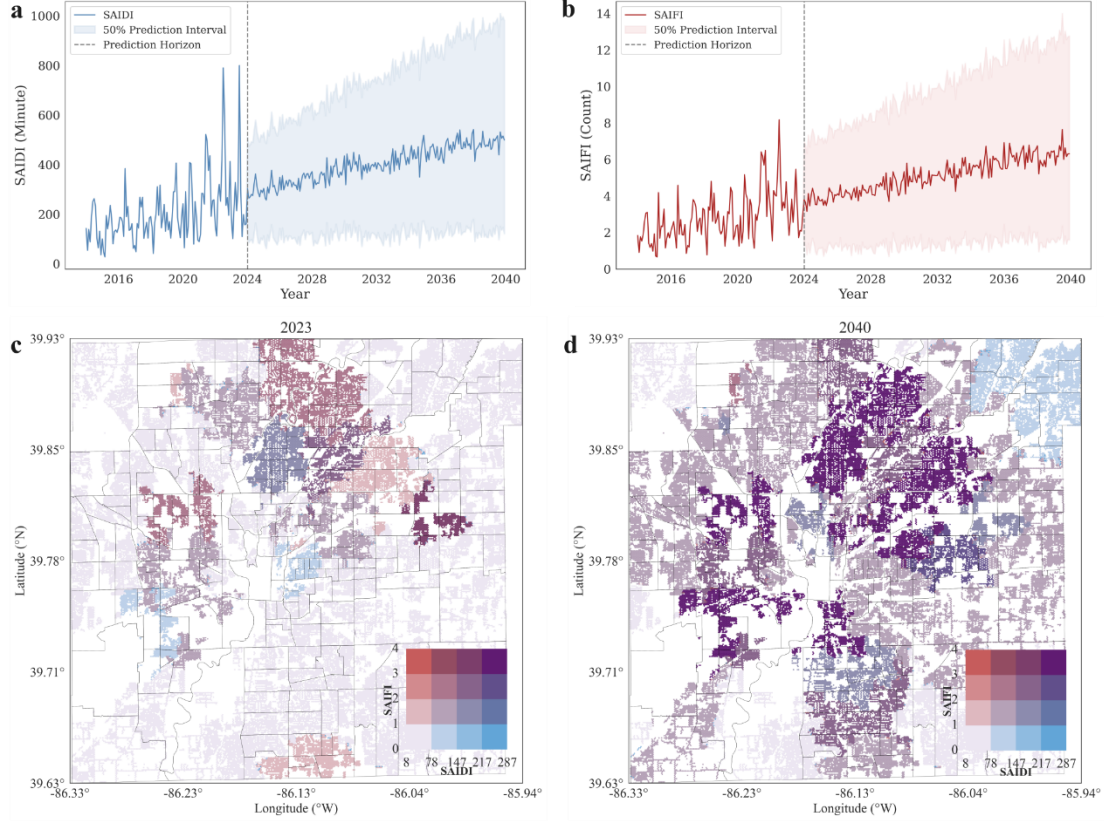 a
1000
800
600
400
200
0
SAIDI (Minute)
SAIDI
50% Prediction Interval
Prediction Horizon
2016 2020 2024 2028 2032 2036 2040
Year
b
14
12
10
8
6
4
2
0
SAIFI (Count)
SAIFI
50% Prediction Interval
Prediction Horizon
2016 2020 2024 2028 2032 2036 2040
Year
2023
c
39.93°
39.85°
39.78°
39.71°
39.63°
Latitude (°N)
-86.33 -86.23 -86.13 -86.04 -85.94°
Longitude (°W)
4
3
2
1
0
SAIFI
8 78 147 217 287
SAIDI
2040
d
39.93°
39.85°
39.78°
39.71°
39.63°
Latitude (°N)
-86.33 -86.23 -86.13 -86.04 -85.94°
Longitude (°W)
4
3
2
1
0
SAIFI
8 78 147 217 287
SAIDI